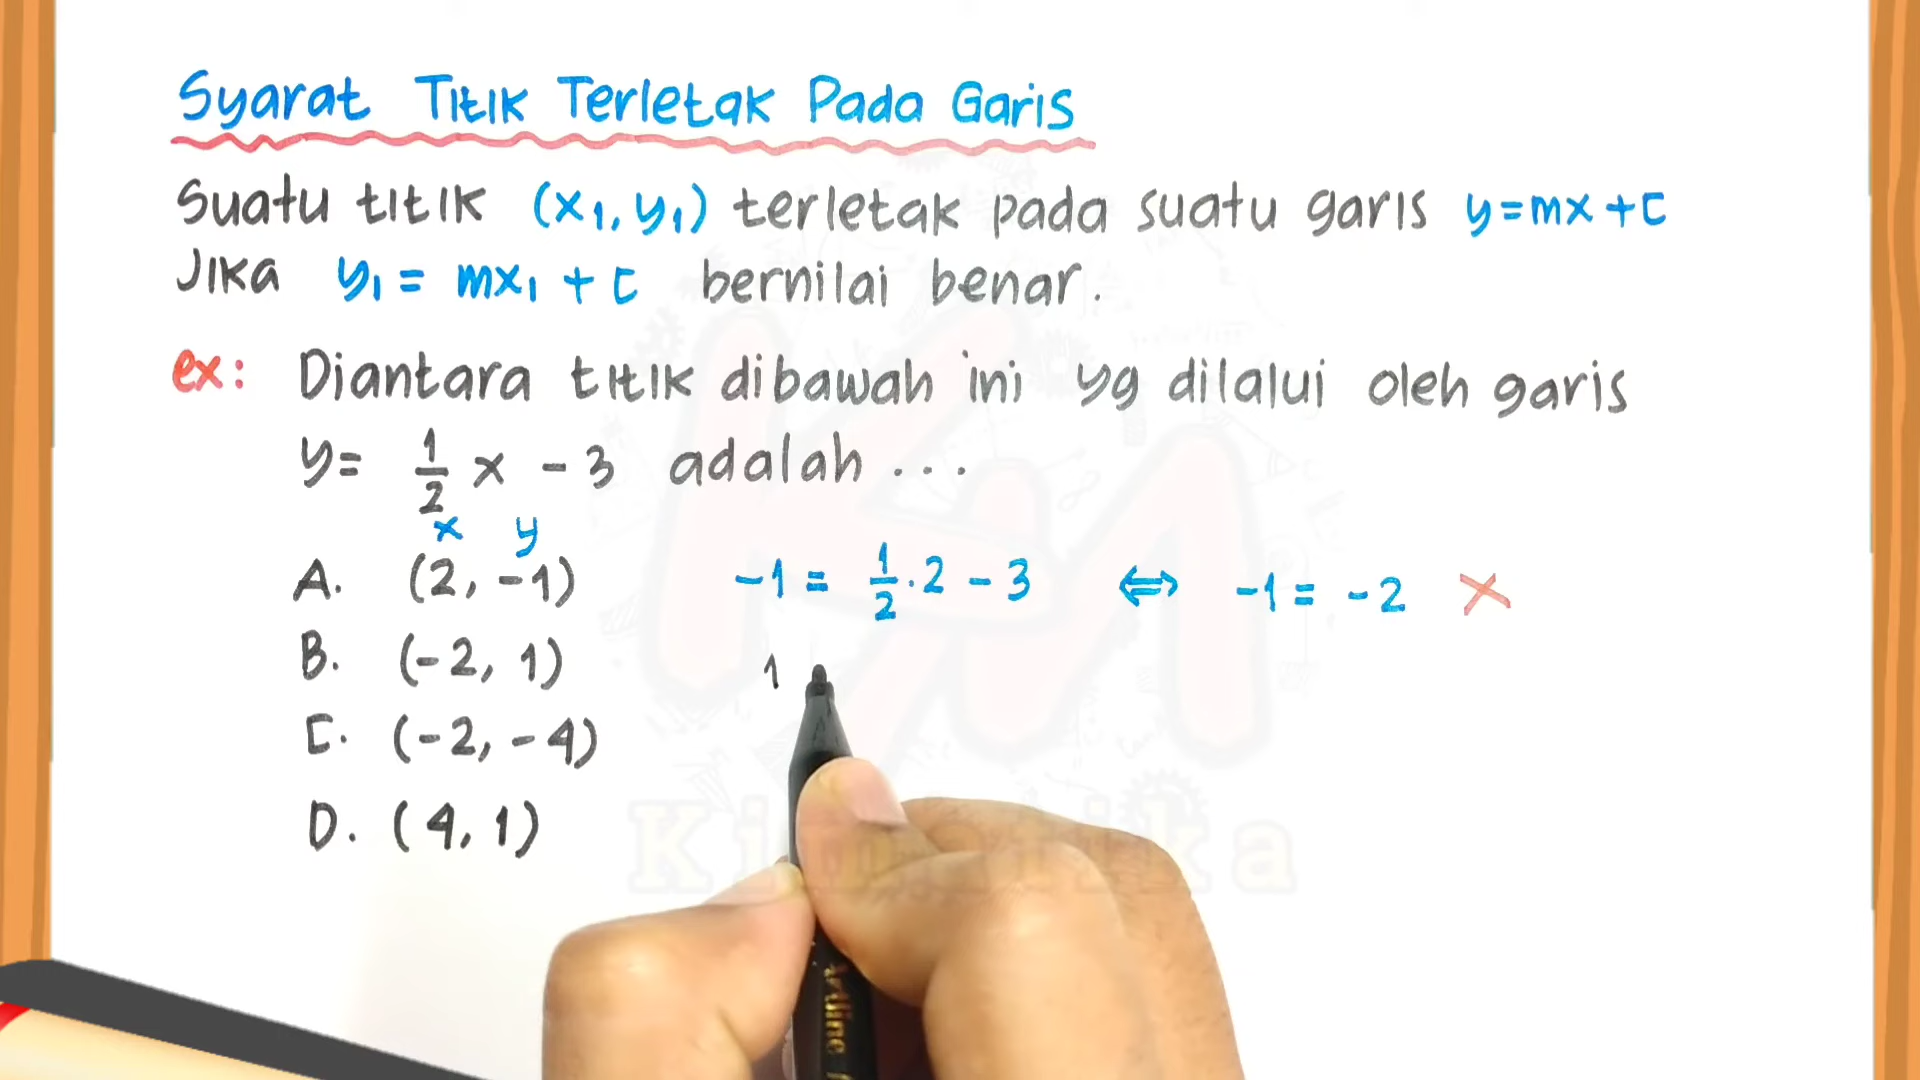 Syarat Titik Terletak Pada Garis
Suatu titik (x₁, y₁) terletak pada suatu garis y=mx+c
Jika y₁ = mx₁ + c bernilai benar.
ex: Diantara titik dibawah ini yg dilalui oleh garis
y= 1/2 x - 3 adalah ...
x y
A. (2, -1) -1 = 1/2 . 2 - 3 ⇔ -1 = -2 ×
B. (-2, 1) 1
C. (-2, -4)
D. (4, 1)
KM
Artline